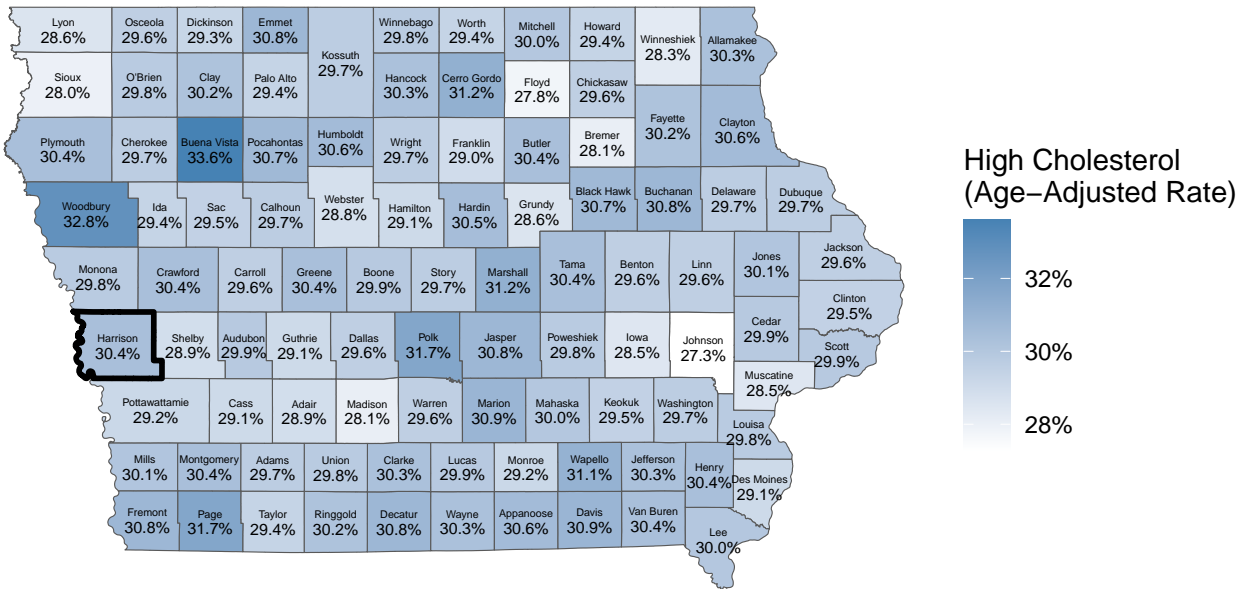 Lyon
28.6%
Osceola
29.6%
Dickinson
29.3%
Emmet
30.8%
Kossuth
29.7%
Winnebago
29.8%
Worth
29.4%
Mitchell
30.0%
Howard
29.4%
Winneshiek
28.3%
Allamakee
30.3%
Sioux
28.0%
O'Brien
29.8%
Clay
30.2%
Palo Alto
29.4%
Hancock
30.3%
Cerro Gordo
31.2%
Floyd
27.8%
Chickasaw
29.6%
Fayette
30.2%
Clayton
30.6%
Plymouth
30.4%
Cherokee
29.7%
Buena Vista
33.6%
Pocahontas
30.7%
Humboldt
30.6%
Wright
29.7%
Franklin
29.0%
Butler
30.4%
Bremer
28.1%
Woodbury
32.8%
Ida
29.4%
Sac
29.5%
Calhoun
29.7%
Webster
28.8%
Hamilton
29.1%
Hardin
30.5%
Grundy
28.6%
Black Hawk
30.7%
Buchanan
30.8%
Delaware
29.7%
Dubuque
29.7%
Monona
29.8%
Crawford
30.4%
Carroll
29.6%
Greene
30.4%
Boone
29.9%
Story
29.7%
Marshall
31.2%
Tama
30.4%
Benton
29.6%
Linn
29.6%
Jones
30.1%
Jackson
29.6%
Clinton
29.5%
Harrison
30.4%
Shelby
28.9%
Audubon
29.9%
Guthrie
29.1%
Dallas
29.6%
Polk
31.7%
Jasper
30.8%
Poweshiek
29.8%
Iowa
28.5%
Johnson
27.3%
Cedar
29.9%
Scott
29.9%
Muscatine
28.5%
Pottawattamie
29.2%
Cass
29.1%
Adair
28.9%
Madison
28.1%
Warren
29.6%
Marion
30.9%
Mahaska
30.0%
Keokuk
29.5%
Washington
29.7%
Louisa
29.8%
Mills
30.1%
Montgomery
30.4%
Adams
29.7%
Union
29.8%
Clarke
30.3%
Lucas
29.9%
Monroe
29.2%
Wapello
31.1%
Jefferson
30.3%
Henry
30.4%
Des Moines
29.1%
Fremont
30.8%
Page
31.7%
Taylor
29.4%
Ringgold
30.2%
Decatur
30.8%
Wayne
30.3%
Appanoose
30.6%
Davis
30.9%
Van Buren
30.4%
Lee
30.0%
High Cholesterol
(Age−Adjusted Rate)
32%
30%
28%